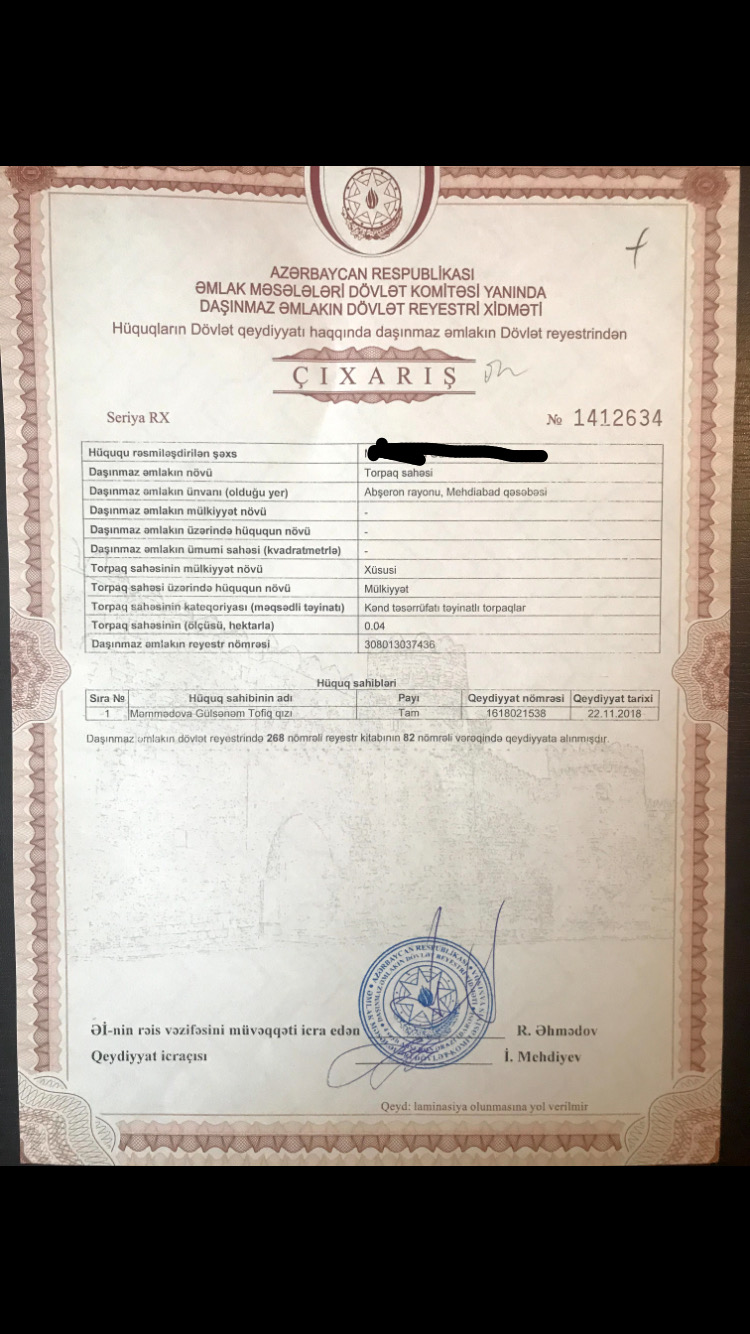 AZƏRBAYCAN RESPUBLİKASI
ƏMLAK MƏSƏLƏLƏRİ DÖVLƏT KOMİTƏSİ YANINDA
DAŞINMAZ ƏMLAKIN DÖVLƏT REYESTRİ XİDMƏTİ
Hüquqların Dövlət qeydiyyatı haqqında daşınmaz əmlakın Dövlət reyestrindən
ÇIXARIŞ
Seriya RX № 1412634
Hüququ rəsmiləşdirilən şəxs
Daşınmaz əmlakın növü Torpaq sahəsi
Daşınmaz əmlakın ünvanı (olduğu yer) Abşeron rayonu, Mehdiabad qəsəbəsi
Daşınmaz əmlakın mülkiyyət növü -
Daşınmaz əmlakın üzərində hüququn növü -
Daşınmaz əmlakın ümumi sahəsi (kvadratmetrlə) -
Torpaq sahəsinin mülkiyyət növü Xüsusi
Torpaq sahəsi üzərində hüququn növü Mülkiyyət
Torpaq sahəsinin kateqoriyası (məqsədli təyinatı) Kənd təsərrüfatı təyinatlı torpaqlar
Torpaq sahəsinin (ölçüsü, hektarla) 0.04
Daşınmaz əmlakın reyestr nömrəsi 308013037436
Hüquq sahibləri
Sıra № Hüquq sahibinin adı Payı Qeydiyyat nömrəsi Qeydiyyat tarixi
1 Məmmədova Gülsənəm Tofiq qızı Tam 1618021538 22.11.2018
Daşınmaz əmlakın dövlət reyestrində 268 nömrəli reyestr kitabının 82 nömrəli vərəqində qeydiyyata alınmışdır.
Əİ-nin rəis vəzifəsini müvəqqəti icra edən R. Əhmədov
Qeydiyyat icraçısı İ. Mehdiyev
Qeyd: laminasiya olunmasına yol verilmir